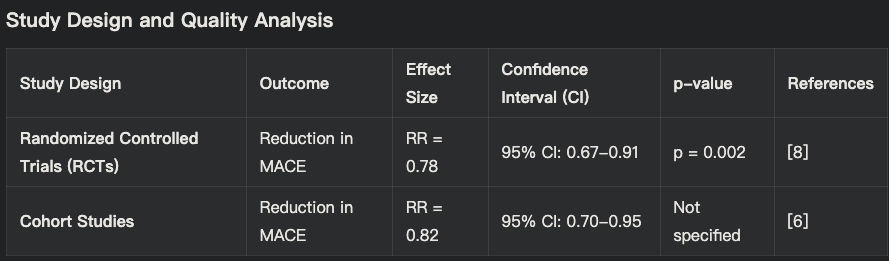 Study Design and Quality Analysis
Study Design
Outcome
Effect
Size
Confidence
Interval (CI)
p-value
References
Randomized Controlled
Trials (RCTs)
Reduction in
MACE
RR =
0.78
95% CI: 0.67–0.91
p = 0.002
[8]
Cohort Studies
Reduction in
MACE
RR =
0.82
95% CI: 0.70–0.95
Not
specified
[6]